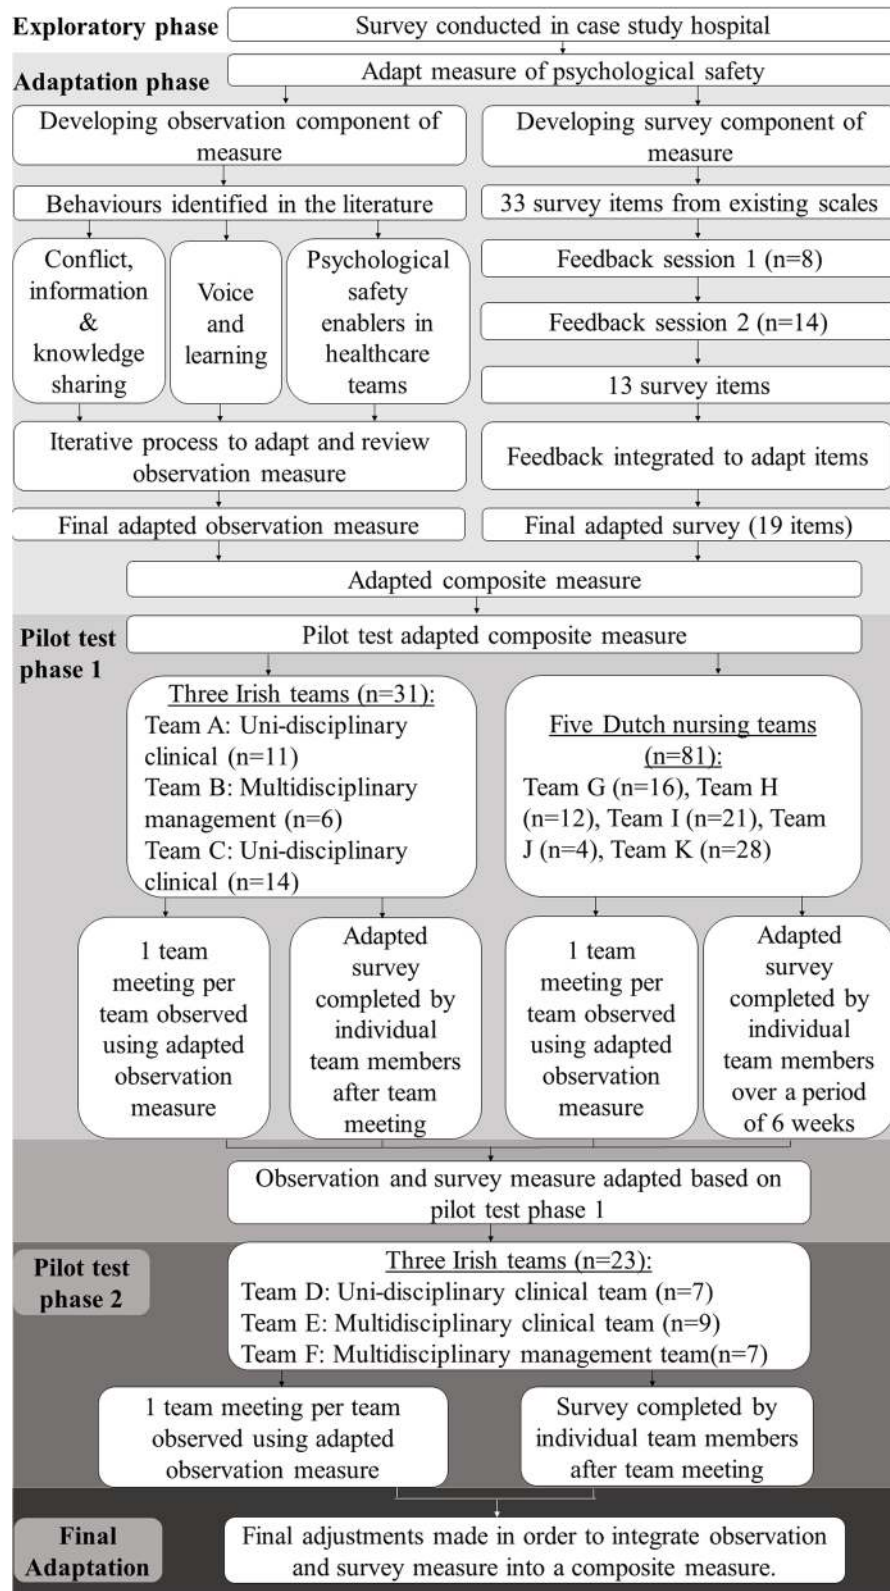 Exploratory phase
Survey conducted in case study hospital
Adaptation phase
Adapt measure of psychological safety
Developing observation component of
measure
Developing survey component of
measure
Behaviours identified in the literature
33 survey items from existing scales
Conflict,
information
&
knowledge
sharing
Voice
and
learning
Psychological
safety
enablers in
healthcare
teams
Feedback session 1 (n=8)
Feedback session 2 (n=14)
13 survey items
Iterative process to adapt and review
observation measure
Feedback integrated to adapt items
Final adapted observation measure
Final adapted survey (19 items)
Adapted composite measure
Pilot test
phase 1
Pilot test adapted composite measure
Three Irish teams (n=31):
Team A: Uni-disciplinary
clinical (n=11)
Team B: Multidisciplinary
management (n=6)
Team C: Uni-disciplinary
clinical (n=14)
Five Dutch nursing teams
(n=81):
Team G (n=16), Team H
(n=12), Team I (n=21), Team
J (n=4), Team K (n=28)
1 team
meeting per
team observed
using adapted
observation
measure
Adapted
survey
completed by
individual
team members
after team
meeting
1 team
meeting per
team observed
using adapted
observation
measure
Adapted
survey
completed by
individual
team members
over a period
of 6 weeks
Observation and survey measure adapted based on
pilot test phase 1
Pilot test
phase 2
Three Irish teams (n=23):
Team D: Uni-disciplinary clinical team (n=7)
Team E: Multidisciplinary clinical team (n=9)
Team F: Multidisciplinary management team(n=7)
1 team meeting per team
observed using adapted
observation measure
Survey completed by
individual team members
after team meeting
Final
Adaptation
Final adjustments made in order to integrate observation
and survey measure into a composite measure.